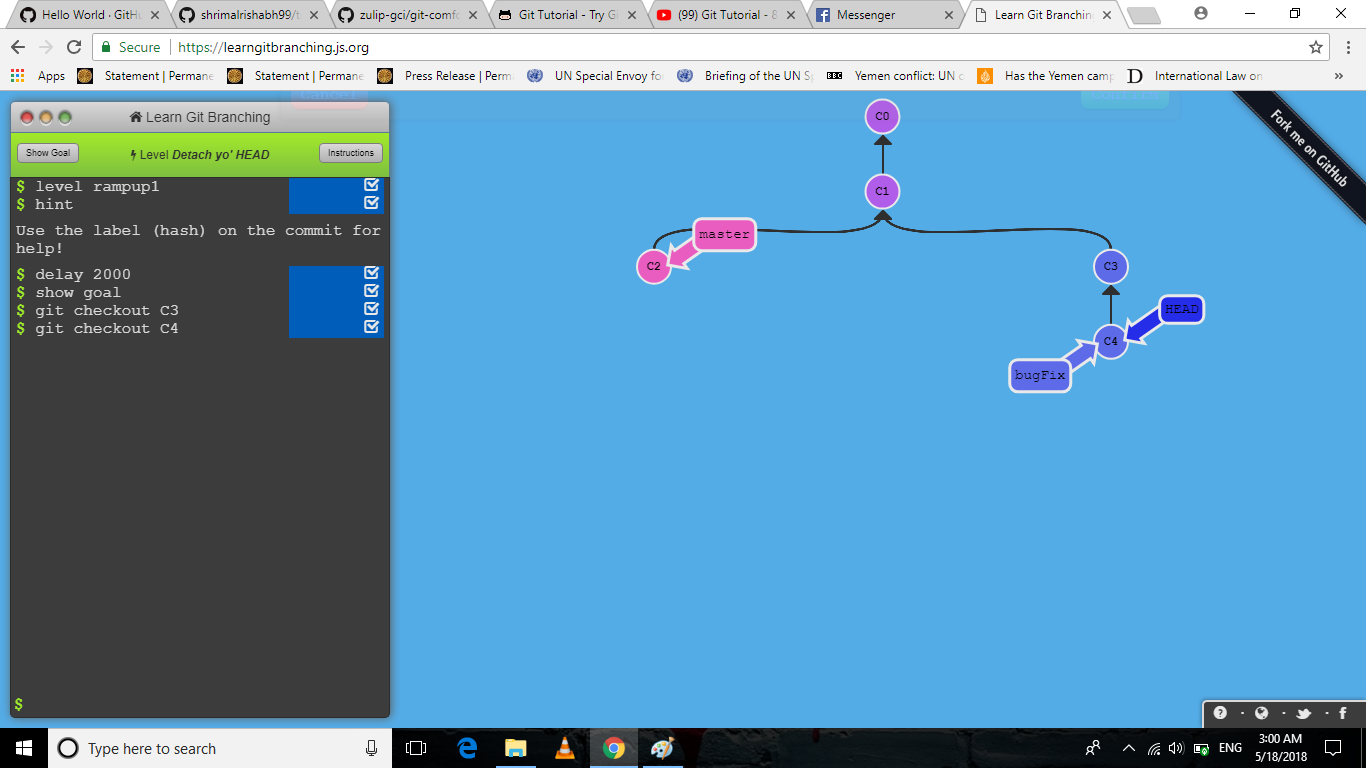 Hello World · GitHu
shrimalrishabh99/t
zulip-gci/git-comfo
Git Tutorial - Try Gi
(99) Git Tutorial - 8
Messenger
Learn Git Branching
Secure
https://learngitbranching.js.org
Apps
Statement | Permane
Statement | Permane
Press Release | Perm
UN Special Envoy fo
Briefing of the UN S
BBC
Yemen conflict: UN c
Has the Yemen camp
D
International Law on
»
Learn Git Branching
Show Goal
Level Detach yo' HEAD
Instructions
$ level rampup1
$ hint
Use the label (hash) on the commit for
help!
$ delay 2000
$ show goal
$ git checkout C3
$ git checkout C4
$
C0
C1
master
C2
C3
HEAD
C4
bugFix
Fork me on GitHub
Type here to search
ENG
3:00 AM
5/18/2018